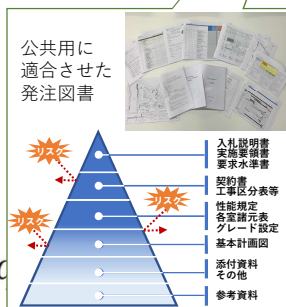 公共用に
適合させた
発注図書
入札説明書
実施要領書
要求水準書
リスク
契約書
工事区分表等
リスク
性能規定
各室諸元表
グレード設定
リスク
基本計画図
添付資料
その他
参考資料